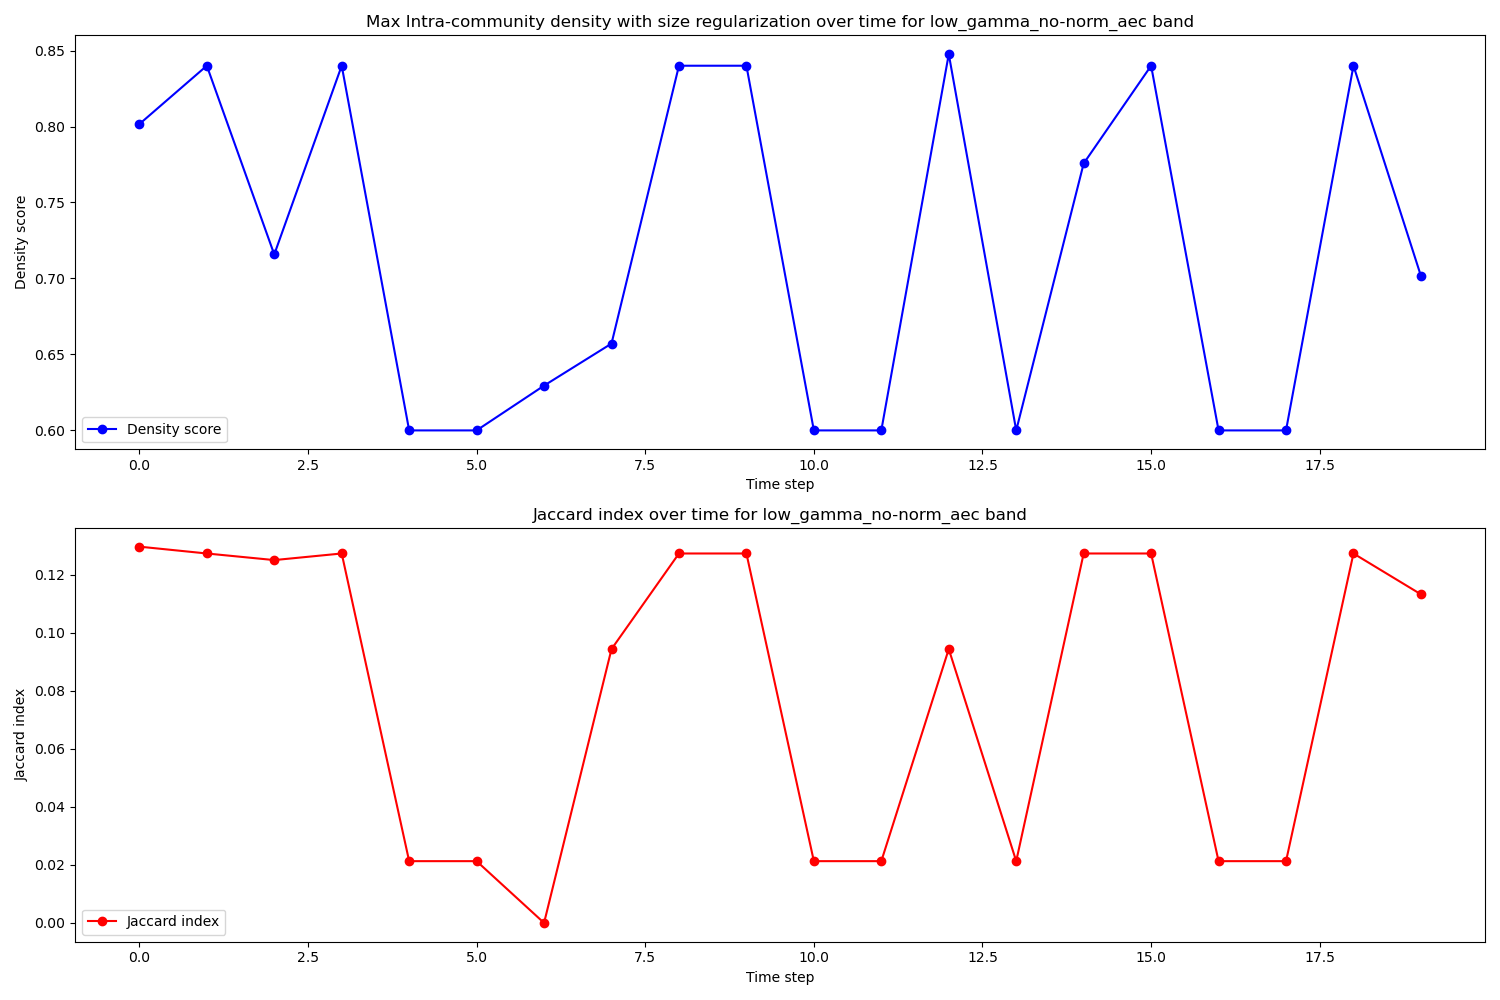 Max Intra-community density with size regularization over time for low_gamma_no-norm_aec band
Density score
0.85
0.80
0.75
0.70
0.65
0.60
Density score
0.0 2.5 5.0 7.5 10.0 12.5 15.0 17.5
Time step
Jaccard index over time for low_gamma_no-norm_aec band
Jaccard index
0.12
0.10
0.08
0.06
0.04
0.02
0.00
Jaccard index
0.0 2.5 5.0 7.5 10.0 12.5 15.0 17.5
Time step